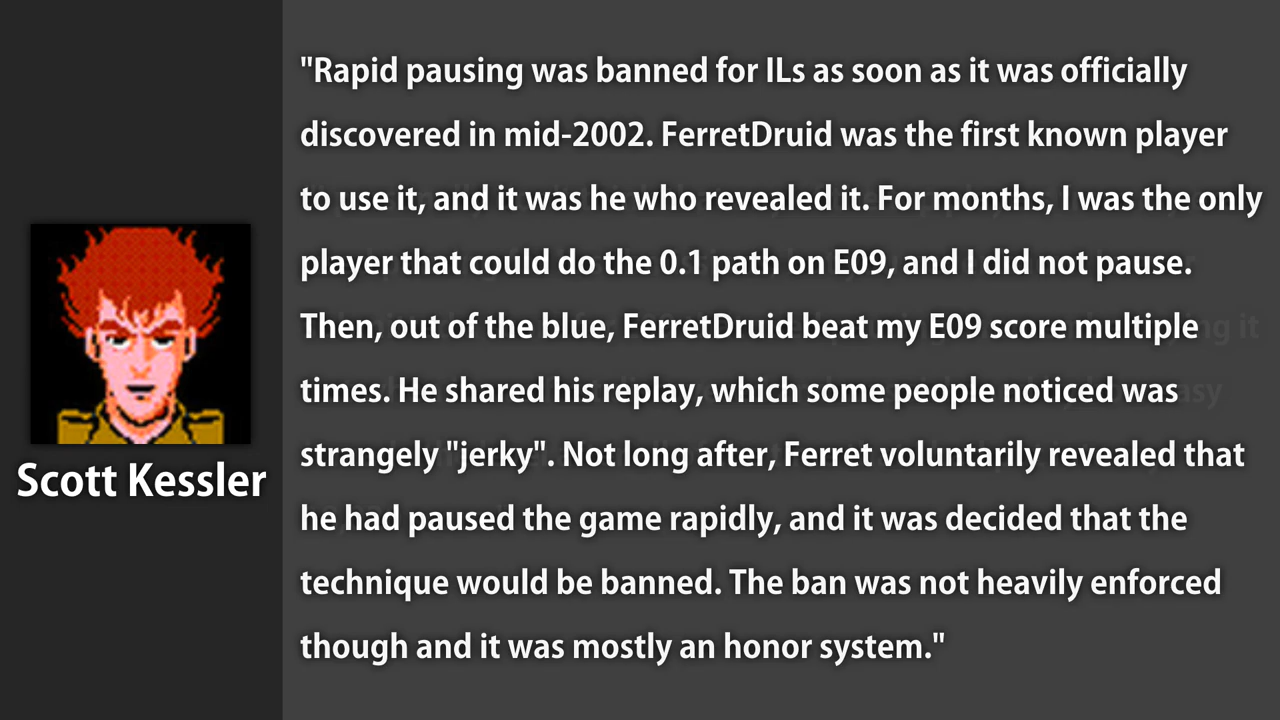 "Rapid pausing was banned for ILs as soon as it was officially
discovered in mid-2002. FerretDruid was the first known player
to use it, and it was he who revealed it. For months, I was the only
player that could do the 0.1 path on E09, and I did not pause.
Then, out of the blue, FerretDruid beat my E09 score multiple
times. He shared his replay, which some people noticed was
strangely "jerky". Not long after, Ferret voluntarily revealed that
he had paused the game rapidly, and it was decided that the
technique would be banned. The ban was not heavily enforced
though and it was mostly an honor system."
Scott Kessler